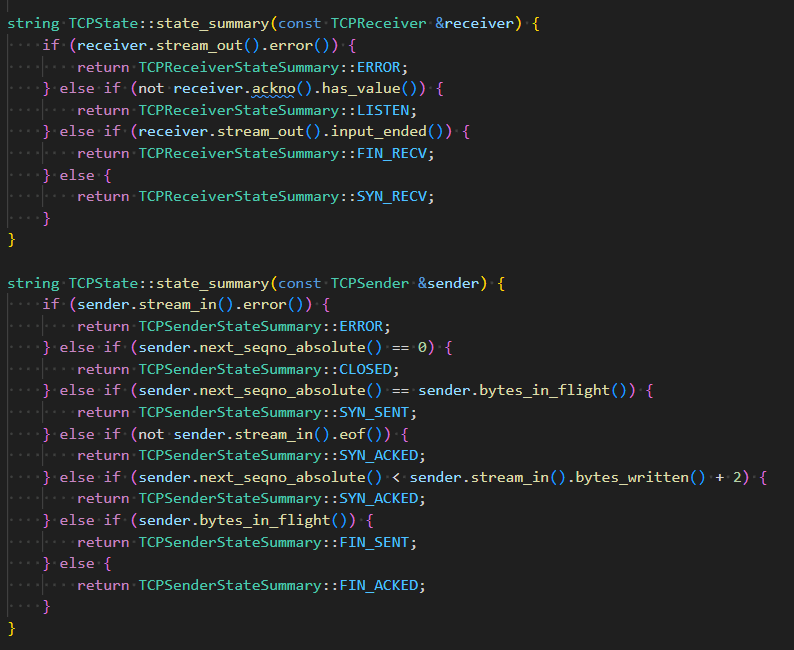 string TCPState::state_summary(const TCPReceiver &receiver) {
    if (receiver.stream_out().error()) {
        return TCPReceiverStateSummary::ERROR;
    } else if (not receiver.ackno().has_value()) {
        return TCPReceiverStateSummary::LISTEN;
    } else if (receiver.stream_out().input_ended()) {
        return TCPReceiverStateSummary::FIN_RECV;
    } else {
        return TCPReceiverStateSummary::SYN_RECV;
    }
}

string TCPState::state_summary(const TCPSender &sender) {
    if (sender.stream_in().error()) {
        return TCPSenderStateSummary::ERROR;
    } else if (sender.next_seqno_absolute() == 0) {
        return TCPSenderStateSummary::CLOSED;
    } else if (sender.next_seqno_absolute() == sender.bytes_in_flight()) {
        return TCPSenderStateSummary::SYN_SENT;
    } else if (not sender.stream_in().eof()) {
        return TCPSenderStateSummary::SYN_ACKED;
    } else if (sender.next_seqno_absolute() < sender.stream_in().bytes_written() + 2) {
        return TCPSenderStateSummary::SYN_ACKED;
    } else if (sender.bytes_in_flight()) {
        return TCPSenderStateSummary::FIN_SENT;
    } else {
        return TCPSenderStateSummary::FIN_ACKED;
    }
}